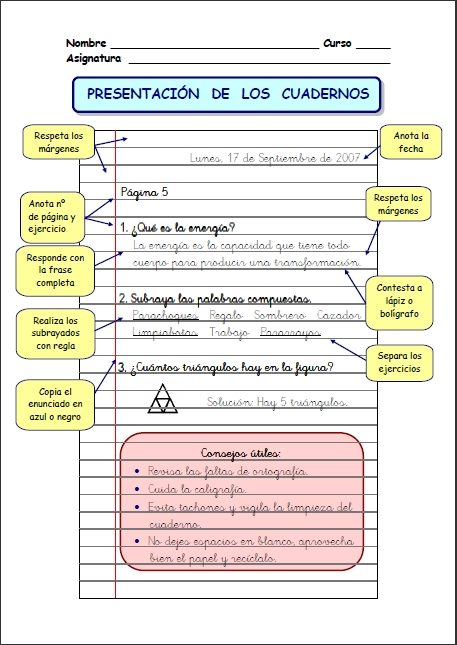 Nombre Curso
Asignatura
PRESENTACIÓN DE LOS CUADERNOS
Respeta los
márgenes
Anota la
fecha
Lunes, 17 de Septiembre de 2007
Anota nº
de página y
ejercicio
Página 5
Respeta los
márgenes
1. ¿Qué es la energía?
Responde con
la frase
completa
La energía es la capacidad que tiene todo
cuerpo para producir una transformación.
Contesta a
lápiz o
bolígrafo
2. Subraya las palabras compuestas.
Realiza los
subrayados
con regla
Parachoques Regalo Sombrero Cazador
Limpiabotas Trabajo Pararrayos
Separa los
ejercicios
3. ¿Cuántos triángulos hay en la figura?
Copia el
enunciado en
azul o negro
Solución: Hay 5 triángulos.
Consejos útiles:
• Revisa las faltas de ortografía.
• Cuida la caligrafía.
• Evita tachones y vigila la limpieza del
cuaderno.
• No dejes espacios en blanco, aprovecha
bien el papel y recíclalo.